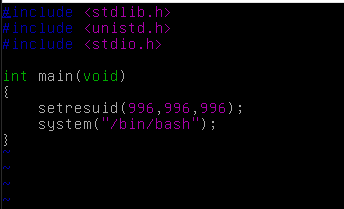 #include <stdlib.h>
#include <unistd.h>
#include <stdio.h>

int main(void)
{
    setresuid(996,996,996);
    system("/bin/bash");
}
~
~
~
~